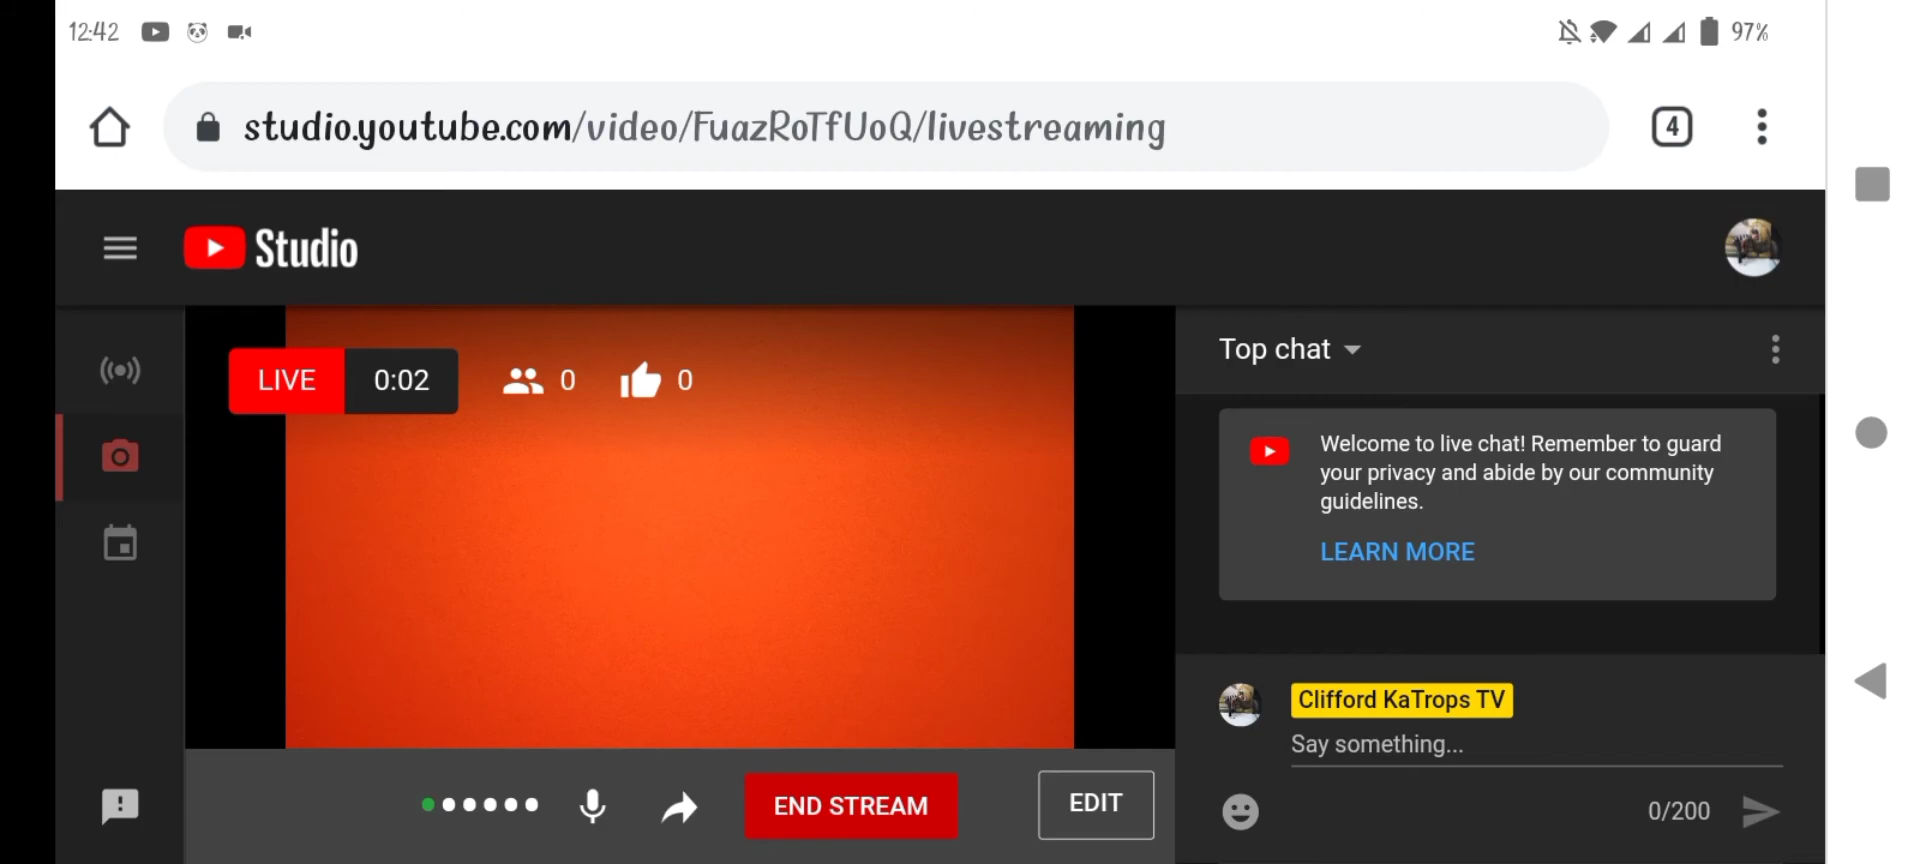 12:42
97%
studio.youtube.com/video/FuazRoTfUoQ/livestreaming
4
Studio
LIVE 0:02 0 0
Top chat
Welcome to live chat! Remember to guard
your privacy and abide by our community
guidelines.
LEARN MORE
Clifford KaTrops TV
Say something...
0/200
END STREAM
EDIT